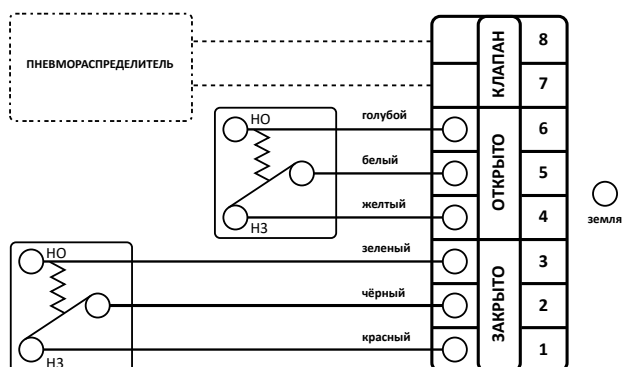 ПНЕВМОРАСПРЕДЕЛИТЕЛЬ
КЛАПАН
8
7
НО
голубой
6
белый
5
ОТКРЫТО
желтый
4
НЗ
земля
НО
зеленый
3
чёрный
2
ЗАКРЫТО
красный
1
НЗ